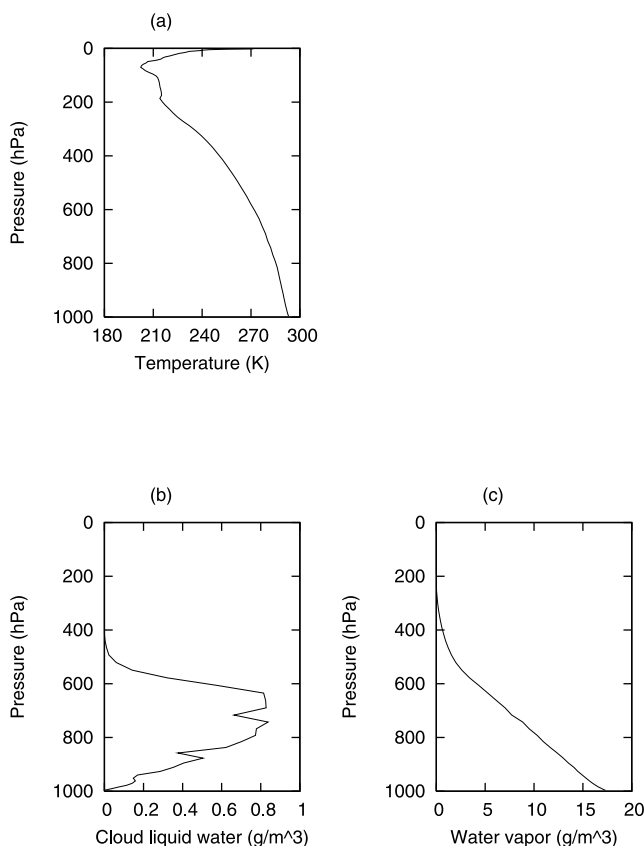 (a)
0
200
400
600
800
1000
Pressure (hPa)
180 210 240 270 300
Temperature (K)
(b)
0
200
400
600
800
1000
Pressure (hPa)
0 0.2 0.4 0.6 0.8 1
Cloud liquid water (g/m^3)
(c)
0
200
400
600
800
1000
Pressure (hPa)
0 5 10 15 20
Water vapor (g/m^3)